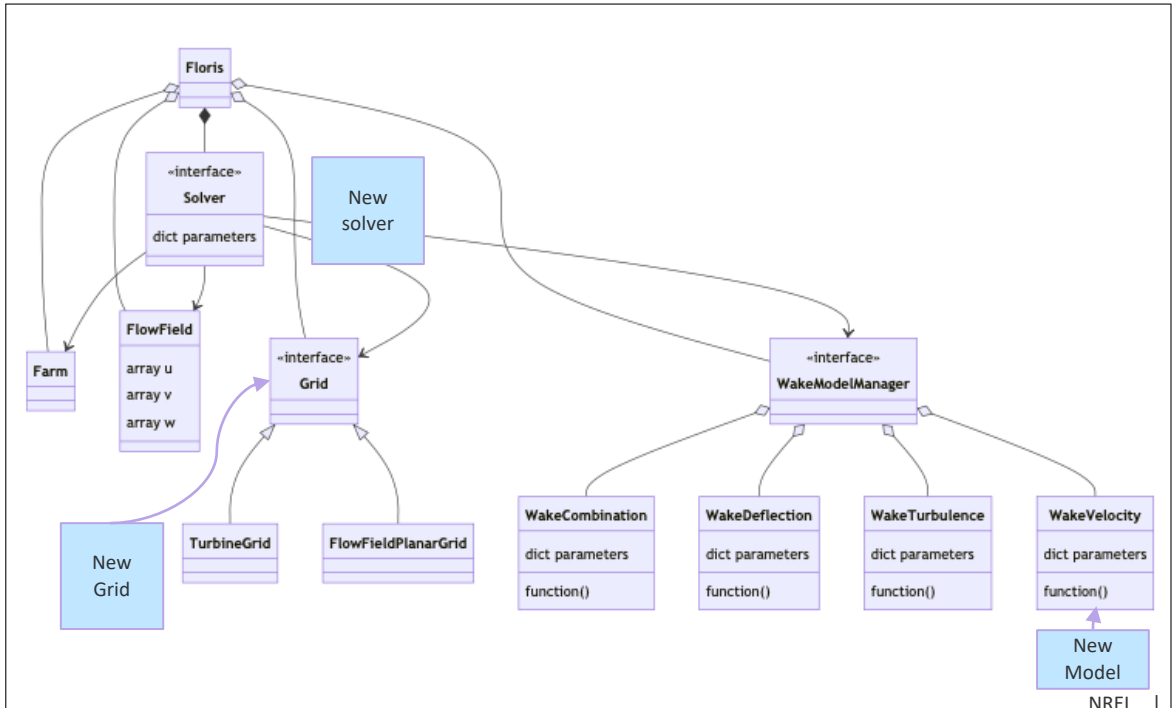 Floris
«interface»
Solver
dict parameters
New
solver
FlowField
array u
array v
array w
Farm
«interface»
Grid
«interface»
WakeModelManager
TurbineGrid
FlowFieldPlanarGrid
New
Grid
WakeCombination
dict parameters
function()
WakeDeflection
dict parameters
function()
WakeTurbulence
dict parameters
function()
WakeVelocity
dict parameters
function()
New
Model
NREL |